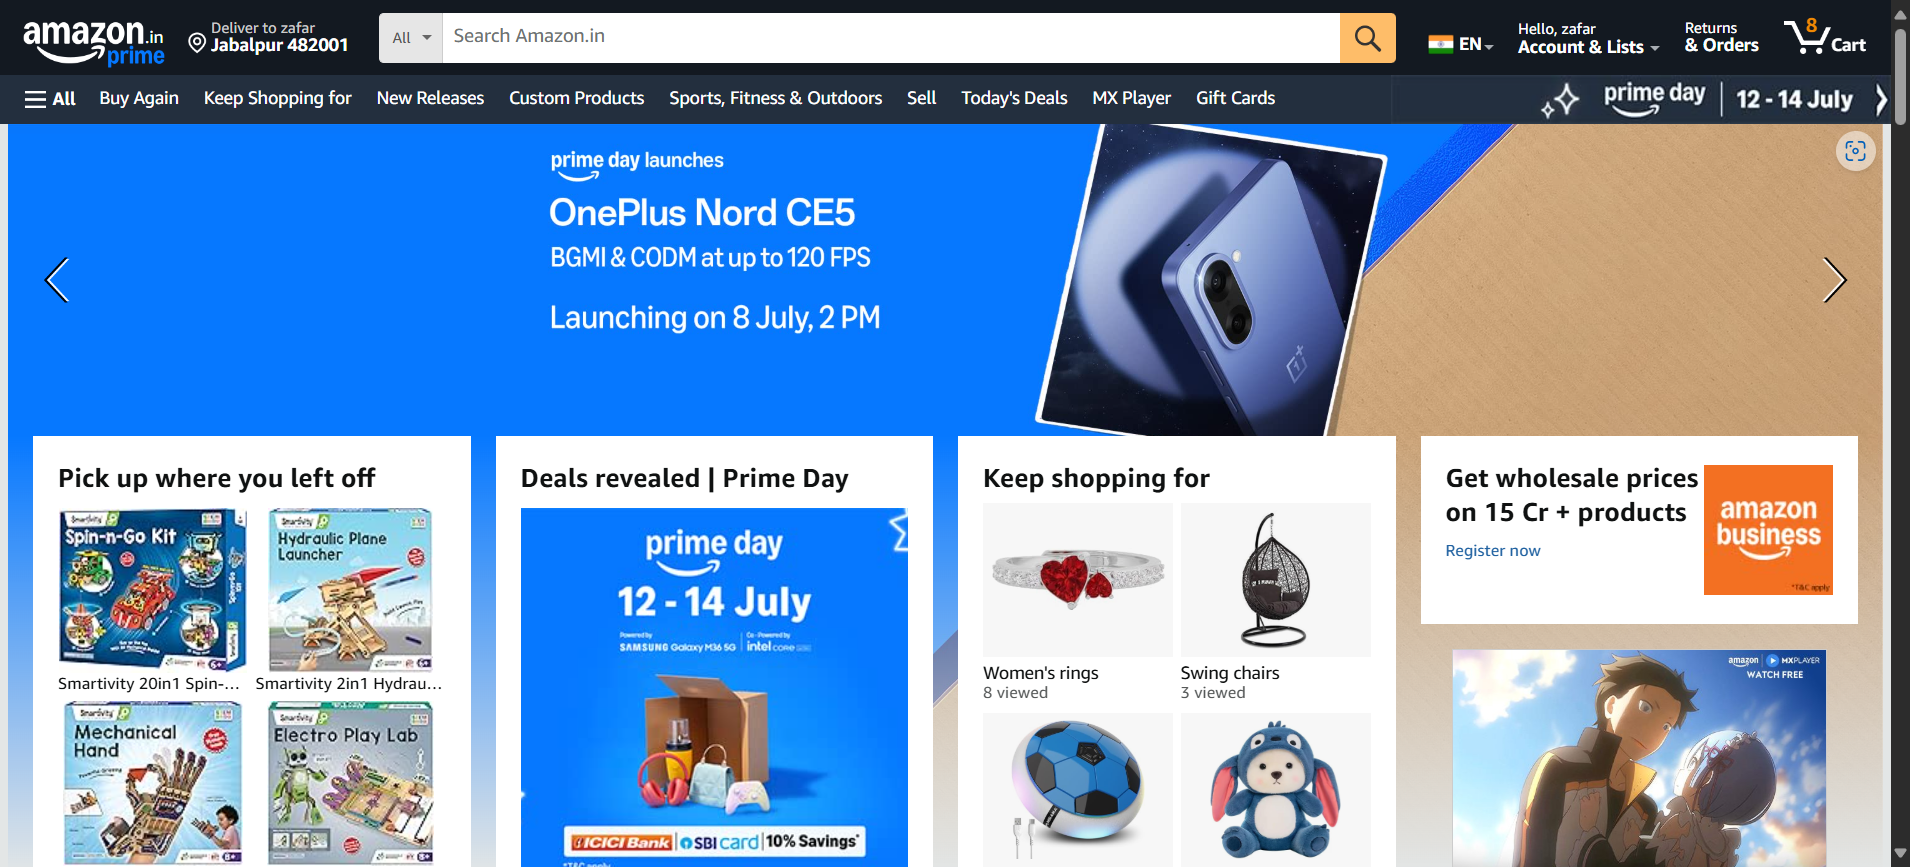 amazon.in
prime
Deliver to zafar
Jabalpur 482001
All
Search Amazon.in
EN
Hello, zafar
Account & Lists
Returns
& Orders
8
Cart
All
Buy Again
Keep Shopping for
New Releases
Custom Products
Sports, Fitness & Outdoors
Sell
Today's Deals
MX Player
Gift Cards
prime day
12 - 14 July
prime day launches
OnePlus Nord CE5
BGMI & CODM at up to 120 FPS
Launching on 8 July, 2 PM
Pick up where you left off
Smartivity
Spin-n-Go Kit
Smartivity
Hydraulic Plane
Launcher
Smartivity 20in1 Spin-...
Smartivity 2in1 Hydrau...
Smartivity
Mechanical
Hand
Smartivity
Electro Play Lab
Deals revealed | Prime Day
prime day
12 - 14 July
Powered by
SAMSUNG Galaxy M36 5G
Co-Powered by
intel core
ICICI Bank
SBI card
10% Savings*
*T&C apply
Keep shopping for
Women's rings
8 viewed
Swing chairs
3 viewed
Get wholesale prices
on 15 Cr + products
Register now
amazon
business
*T&C apply
amazon
MXPLAYER
WATCH FREE